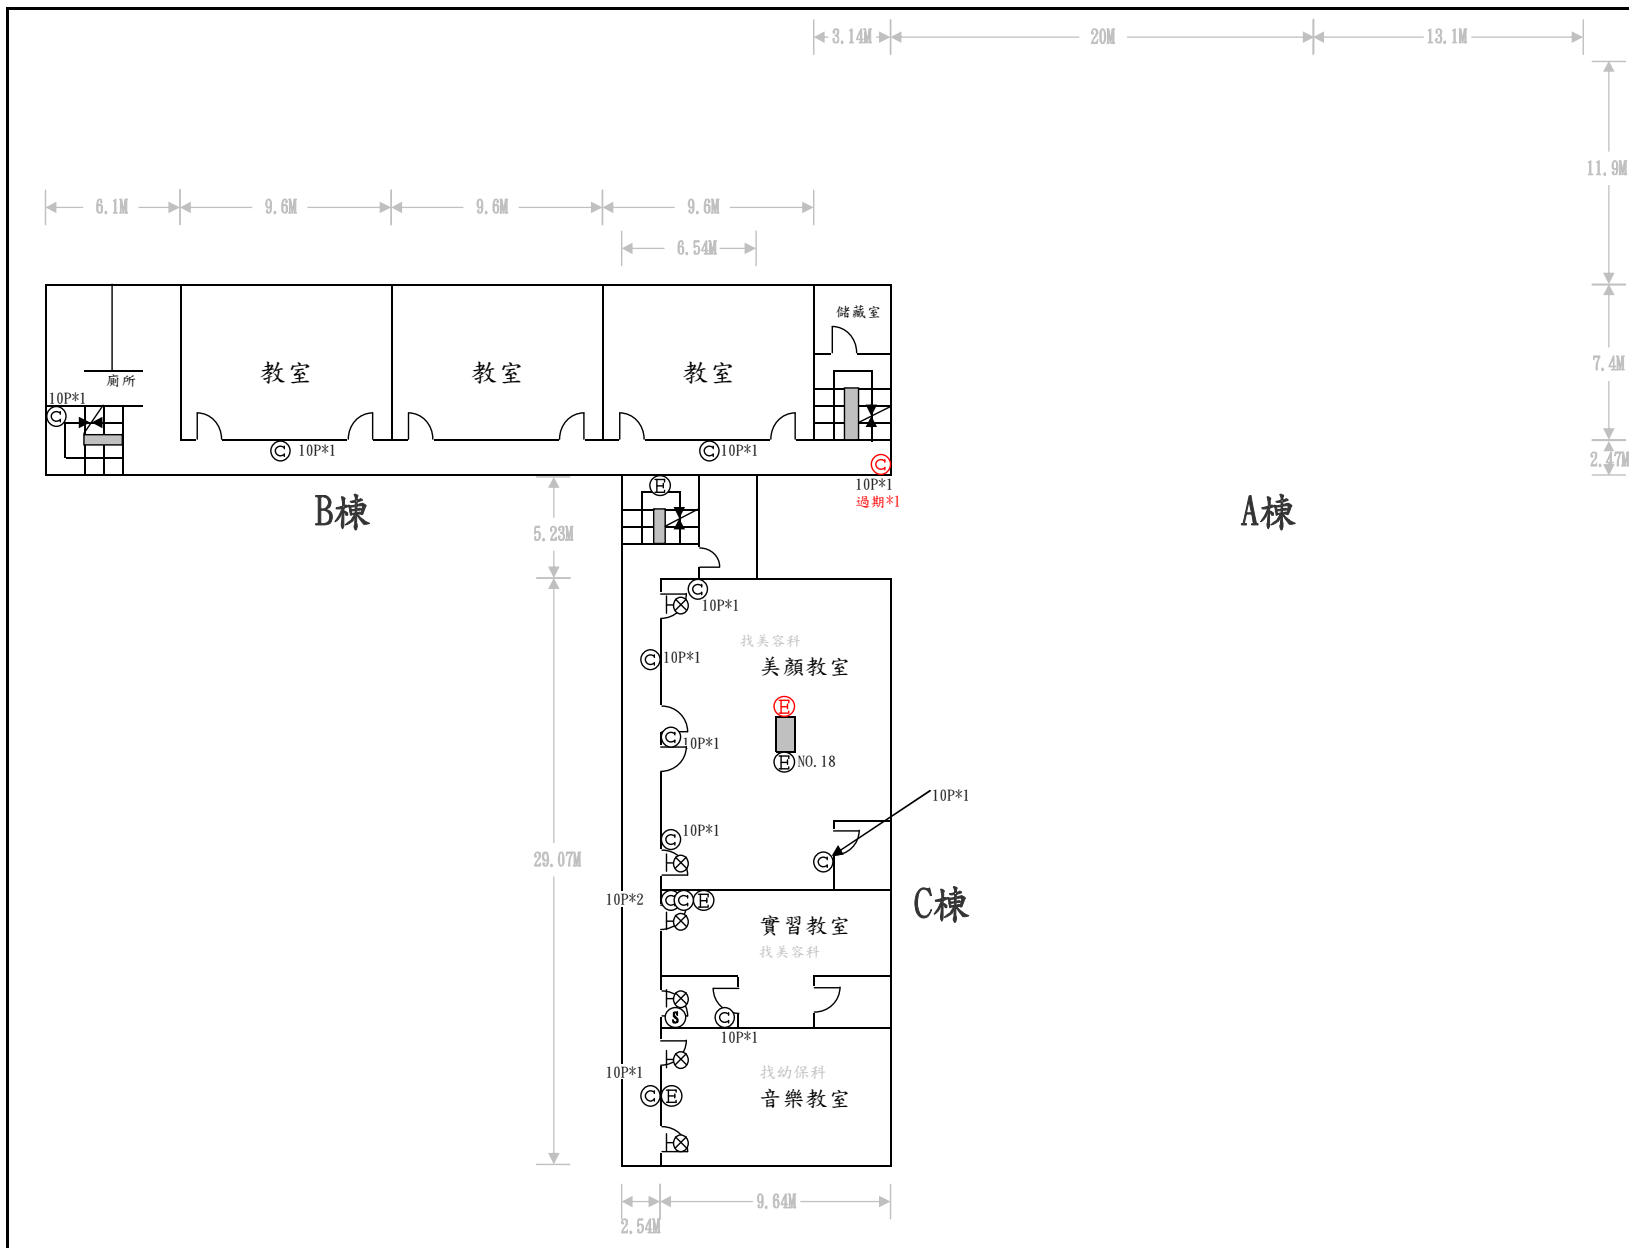 3.14M
20M
13.1M
11.9M
6.1M
9.6M
9.6M
9.6M
6.54M
儲藏室
教室
教室
教室
7.4M
廁所
10P*1
C
C
10P*1
C
10P*1
C
2.47M
10P*1
過期*1
E
B棟
A棟
5.23M
C
10P*1
找美容科
C
10P*1
美顏教室
E
C
10P*1
E
NO.18
10P*1
C
10P*1
29.07M
C
10P*2
C
C
E
C棟
實習教室
找美容科
S
C
10P*1
10P*1
找幼保科
C
E
音樂教室
9.64M
2.54M